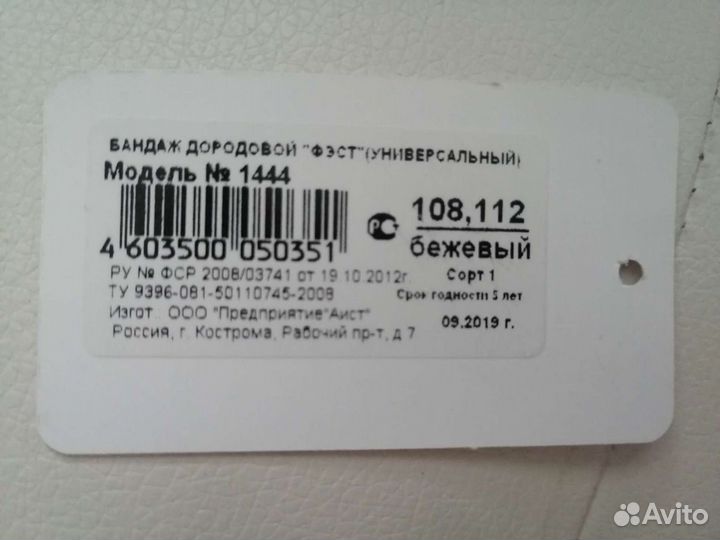 БАНДАЖ ДОРОДОВОЙ "ФЭСТ"(УНИВЕРСАЛЬНЫЙ)
Модель № 1444
4 603500 050351
108,112
бежевый
РУ № ФСР 2008/03741 от 19.10.2012г.
ТУ 9396-081-50110745-2008
Изгот.: ООО "Предприятие"Аист"
Россия, г. Кострома, Рабочий пр-т, д 7
Сорт 1
Срок годности 5 лет
09.2019 г.
Avito